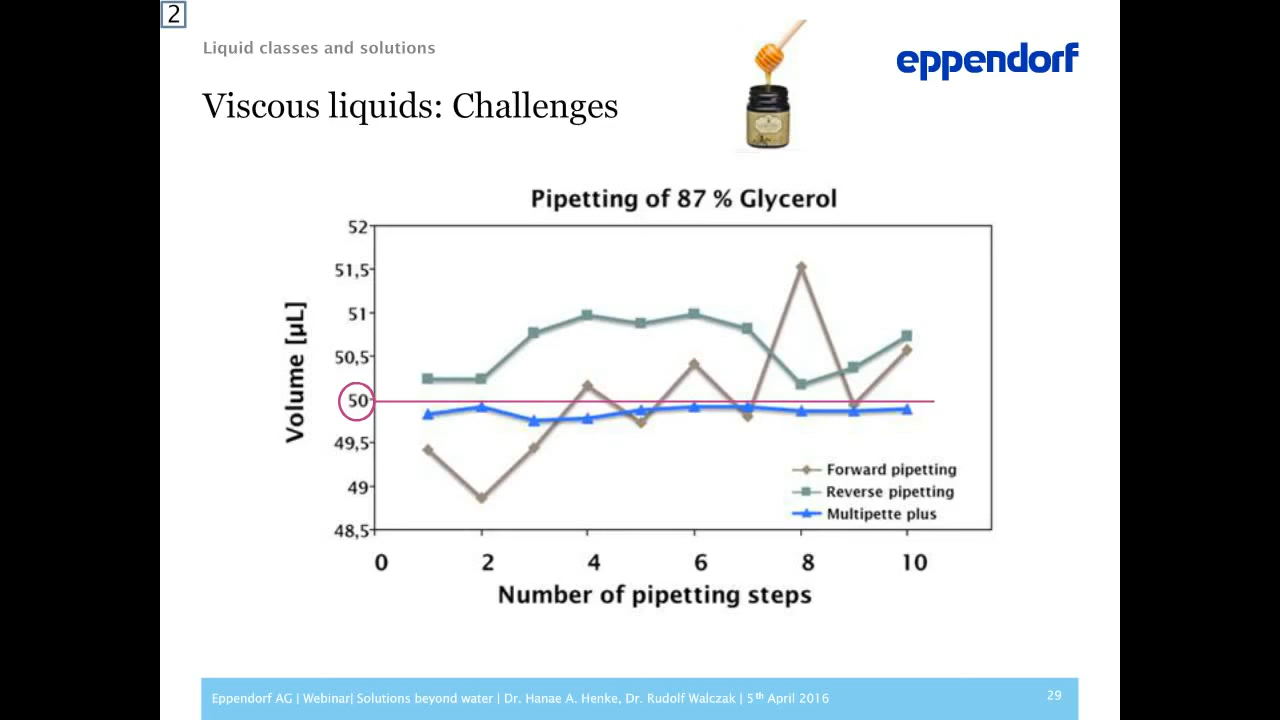 2
Liquid classes and solutions
eppendorf
Viscous liquids: Challenges
Pipetting of 87 % Glycerol
52
51,5
51
50,5
50
49,5
49
48,5
Volume [µL]
Forward pipetting
Reverse pipetting
Multipette plus
0 2 4 6 8 10
Number of pipetting steps
Eppendorf AG | Webinar| Solutions beyond water | Dr. Hanae A. Henke, Dr. Rudolf Walczak | 5th April 2016
29